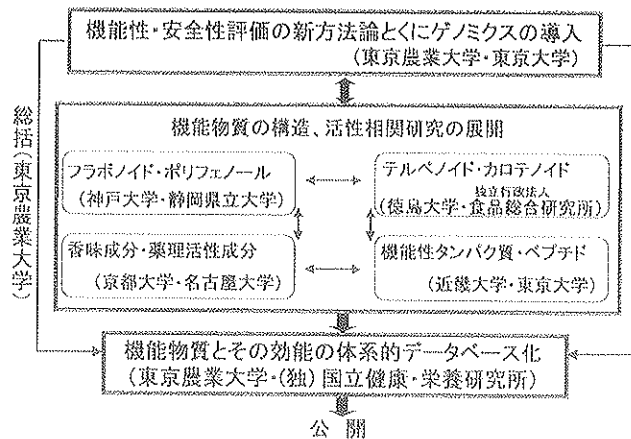 機能性・安全性評価の新方法論とくにゲノミクスの導入
(東京農業大学・東京大学)
総括(東京農業大学)
機能物質の構造、活性相関研究の展開
フラボノイド・ポリフェノール
(神戸大学・静岡県立大学)
テルペノイド・カロテノイド
独立行政法人
(徳島大学・食品総合研究所)
香味成分・薬理活性成分
(京都大学・名古屋大学)
機能性タンパク質・ペプチド
(近畿大学・東京大学)
機能物質とその効能の体系的データベース化
(東京農業大学・(独)国立健康・栄養研究所)
公開